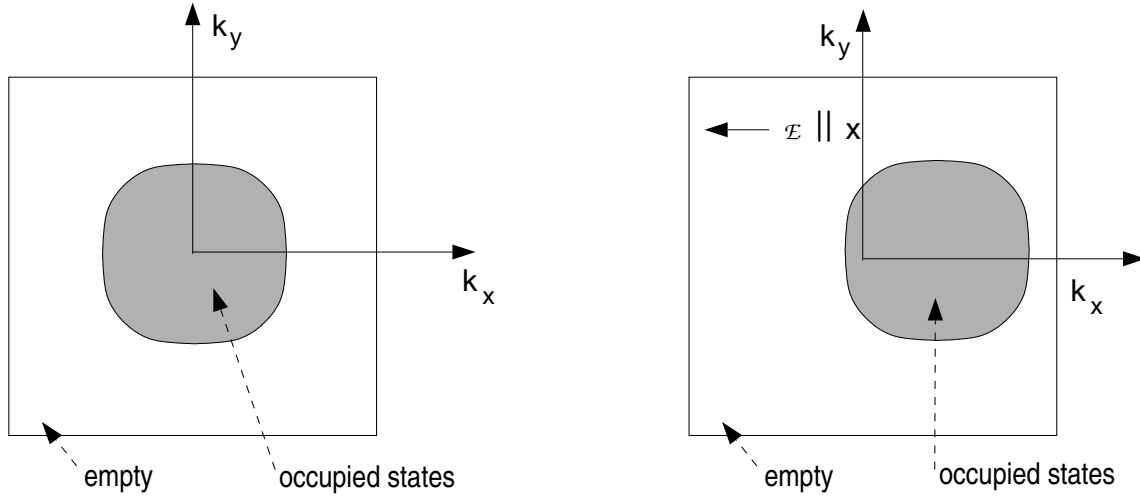 k y
k x
empty
occupied states
k y
ℰ || x
k x
empty
occupied states